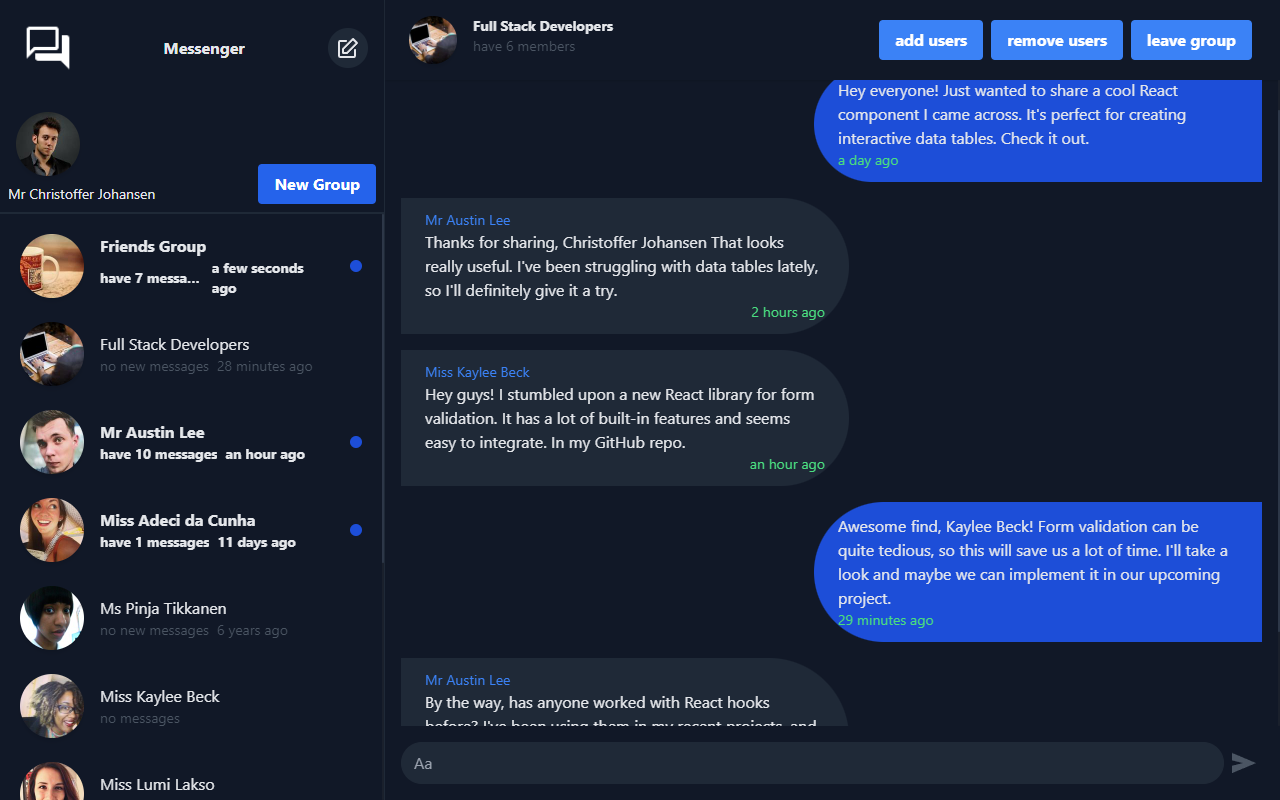 Messenger
Mr Christoffer Johansen
New Group
Friends Group
have 7 messa... a few seconds
ago
Full Stack Developers
no new messages 28 minutes ago
Mr Austin Lee
have 10 messages an hour ago
Miss Adeci da Cunha
have 1 messages 11 days ago
Ms Pinja Tikkanen
no new messages 6 years ago
Miss Kaylee Beck
no messages
Miss Lumi Lakso
Full Stack Developers
have 6 members
add users
remove users
leave group
Hey everyone! Just wanted to share a cool React
component I came across. It's perfect for creating
interactive data tables. Check it out.
a day ago
Mr Austin Lee
Thanks for sharing, Christoffer Johansen That looks
really useful. I've been struggling with data tables lately,
so I'll definitely give it a try.
2 hours ago
Miss Kaylee Beck
Hey guys! I stumbled upon a new React library for form
validation. It has a lot of built-in features and seems
easy to integrate. In my GitHub repo.
an hour ago
Awesome find, Kaylee Beck! Form validation can be
quite tedious, so this will save us a lot of time. I'll take a
look and maybe we can implement it in our upcoming
project.
29 minutes ago
Mr Austin Lee
By the way, has anyone worked with React hooks
before? I've been using them in my recent projects, and
Aa